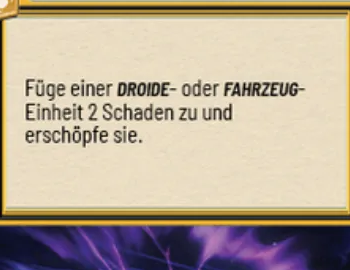 Füge einer DROIDE- oder FAHRZEUG-
Einheit 2 Schaden zu und
erschöpfe sie.